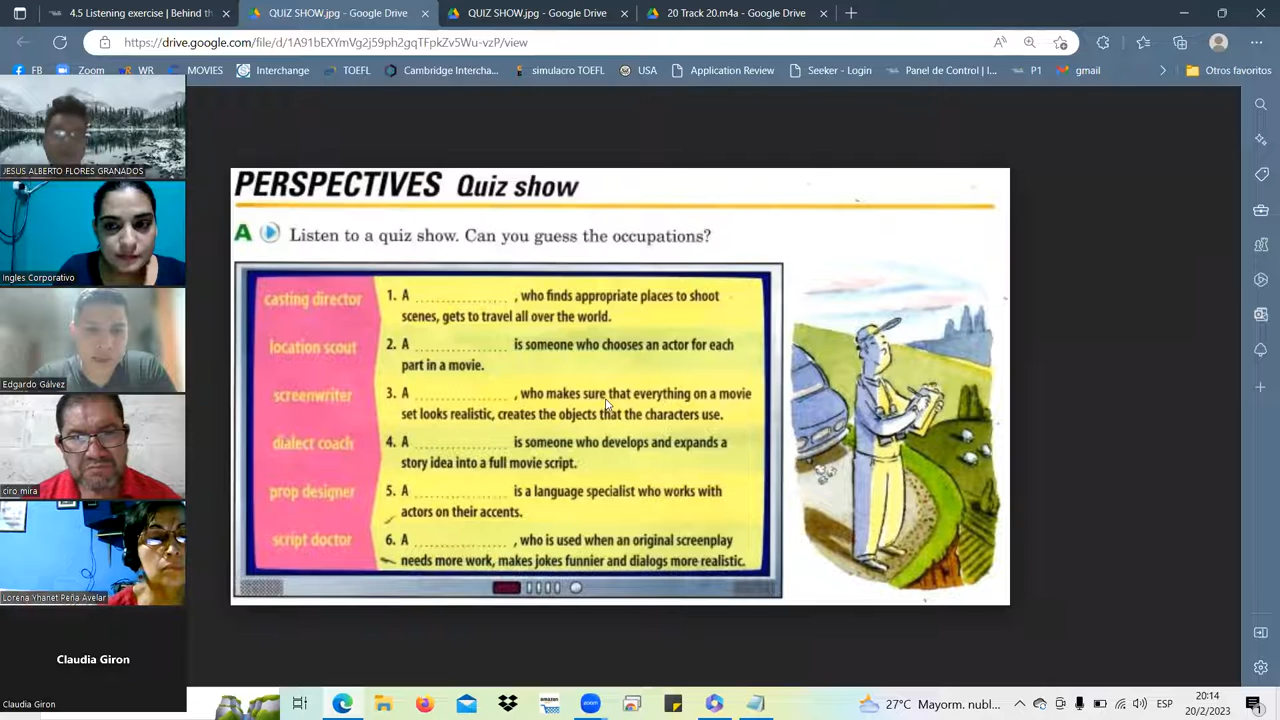 4.5 Listening exercise | Behind th
QUIZ SHOW.jpg - Google Drive
QUIZ SHOW.jpg - Google Drive
20 Track 20.m4a - Google Drive
https://drive.google.com/file/d/1A91bEXYmVg2j59ph2gqTFpkZv5Wu-vzP/view
FB
Zoom
WR
MOVIES
Interchange
TOEFL
Cambridge Intercha...
simulacro TOEFL
USA
Application Review
Seeker - Login
Panel de Control | I...
P1
gmail
Otros favoritos
JESUS ALBERTO FLORES GRANADOS
Ingles Corporativo
Edgardo Gálvez
ciro mira
Lorena Yhanet Peña Avelar
Claudia Giron
Claudia Giron
PERSPECTIVES Quiz show
A Listen to a quiz show. Can you guess the occupations?
casting director
location scout
screenwriter
dialect coach
prop designer
script doctor
1. A ................ , who finds appropriate places to shoot
scenes, gets to travel all over the world.
2. A ................ is someone who chooses an actor for each
part in a movie.
3. A ................ , who makes sure that everything on a movie
set looks realistic, creates the objects that the characters use.
4. A ................ is someone who develops and expands a
story idea into a full movie script.
5. A ................ is a language specialist who works with
actors on their accents.
6. A ................ , who is used when an original screenplay
needs more work, makes jokes funnier and dialogs more realistic.
27°C Mayorm. nubl...
ESP
20:14
20/2/2023